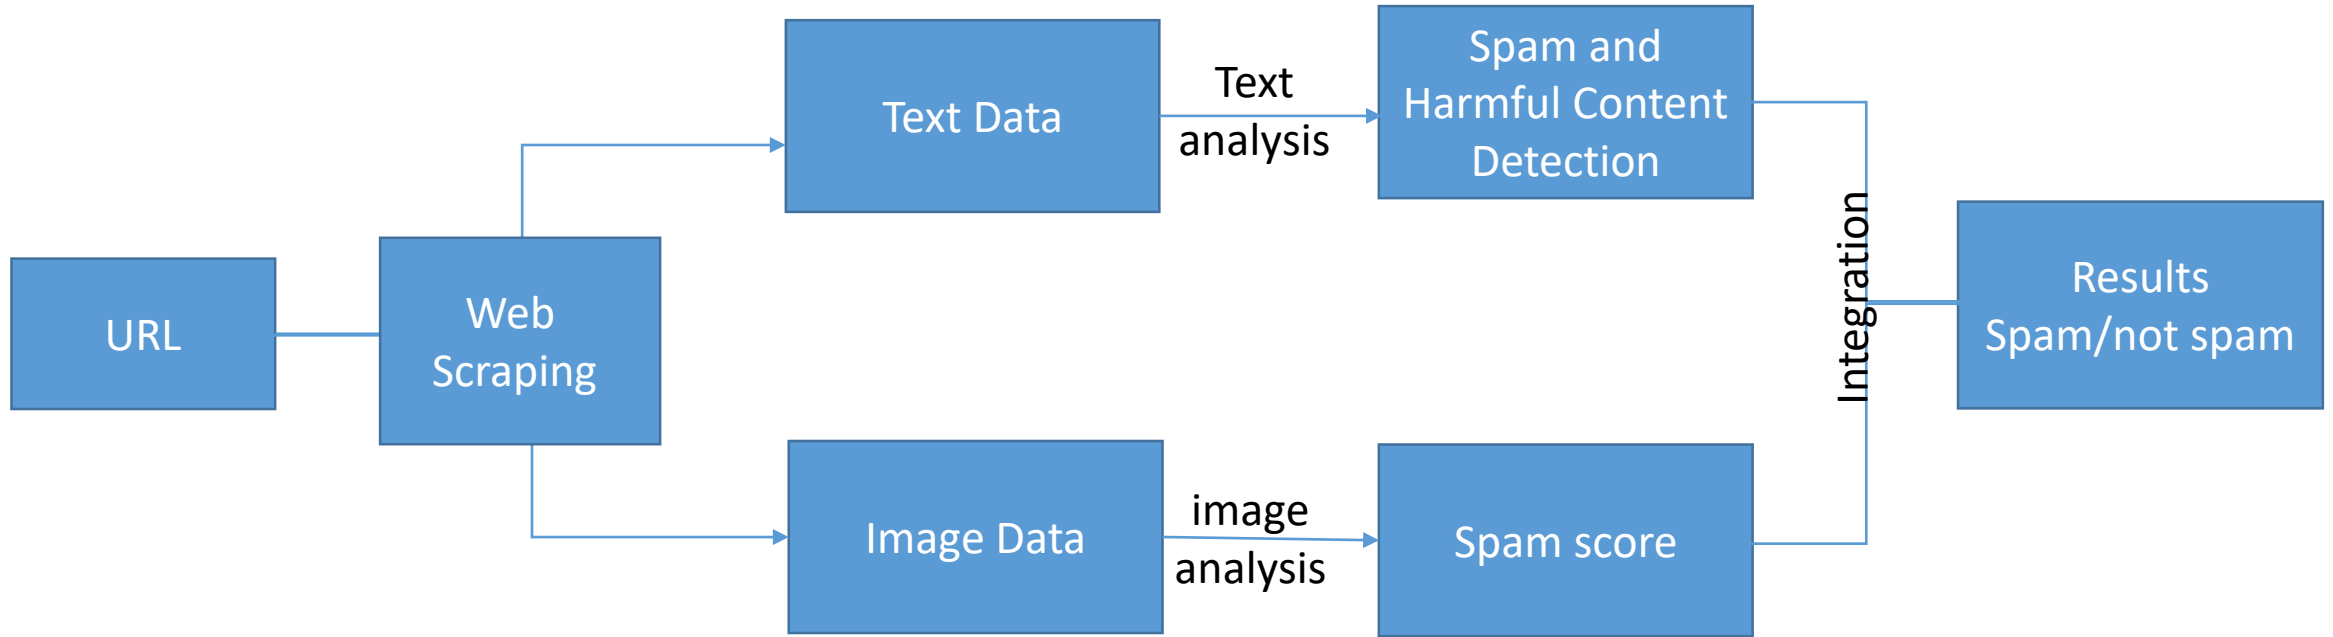 URL
Web
Scraping
Text Data
Text
analysis
Spam and
Harmful Content
Detection
Image Data
image
analysis
Spam score
Integration
Results
Spam/not spam